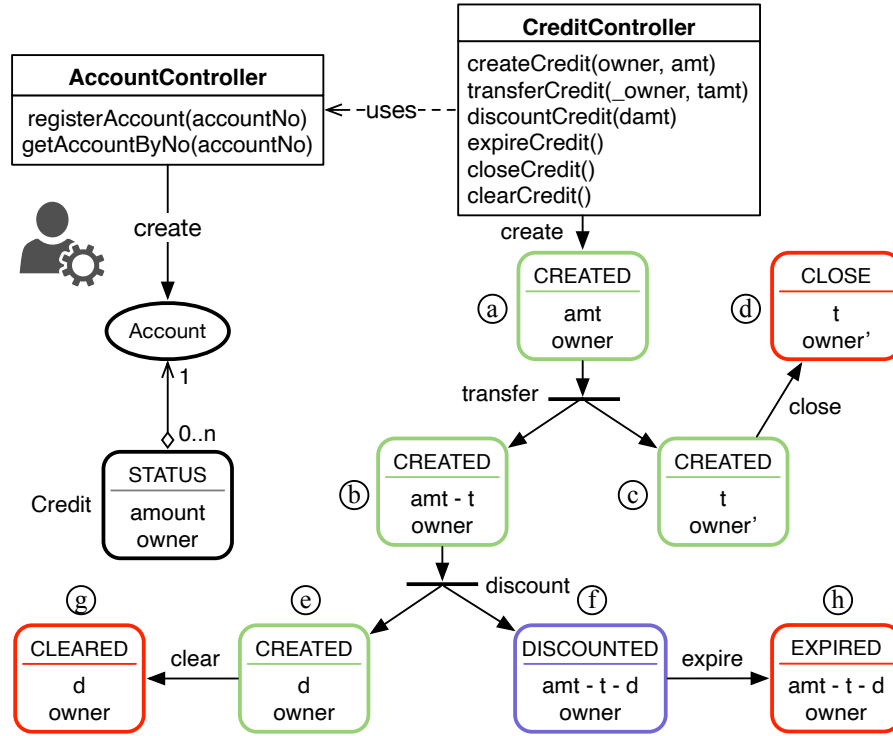 CreditController
createCredit(owner, amt)
transferCredit(_owner, tamt)
discountCredit(damt)
expireCredit()
closeCredit()
clearCredit()
AccountController
registerAccount(accountNo)
getAccountByNo(accountNo)
uses
create
create
Account
1
0..n
Credit
STATUS
amount
owner
a
CREATED
amt
owner
d
CLOSE
t
owner’
transfer
close
b
CREATED
amt - t
owner
c
CREATED
t
owner’
discount
g
CLEARED
d
owner
clear
e
CREATED
d
owner
f
DISCOUNTED
amt - t - d
owner
expire
h
EXPIRED
amt - t - d
owner